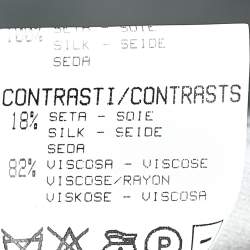 100% SETA - SOIE
SILK - SEIDE
SEDA
CONTRASTI/CONTRASTS
18% SETA - SOIE
SILK - SEIDE
SEDA
82% VISCOSA - VISCOSE
VISCOSE/RAYON
VISKOSE - VISCOSA